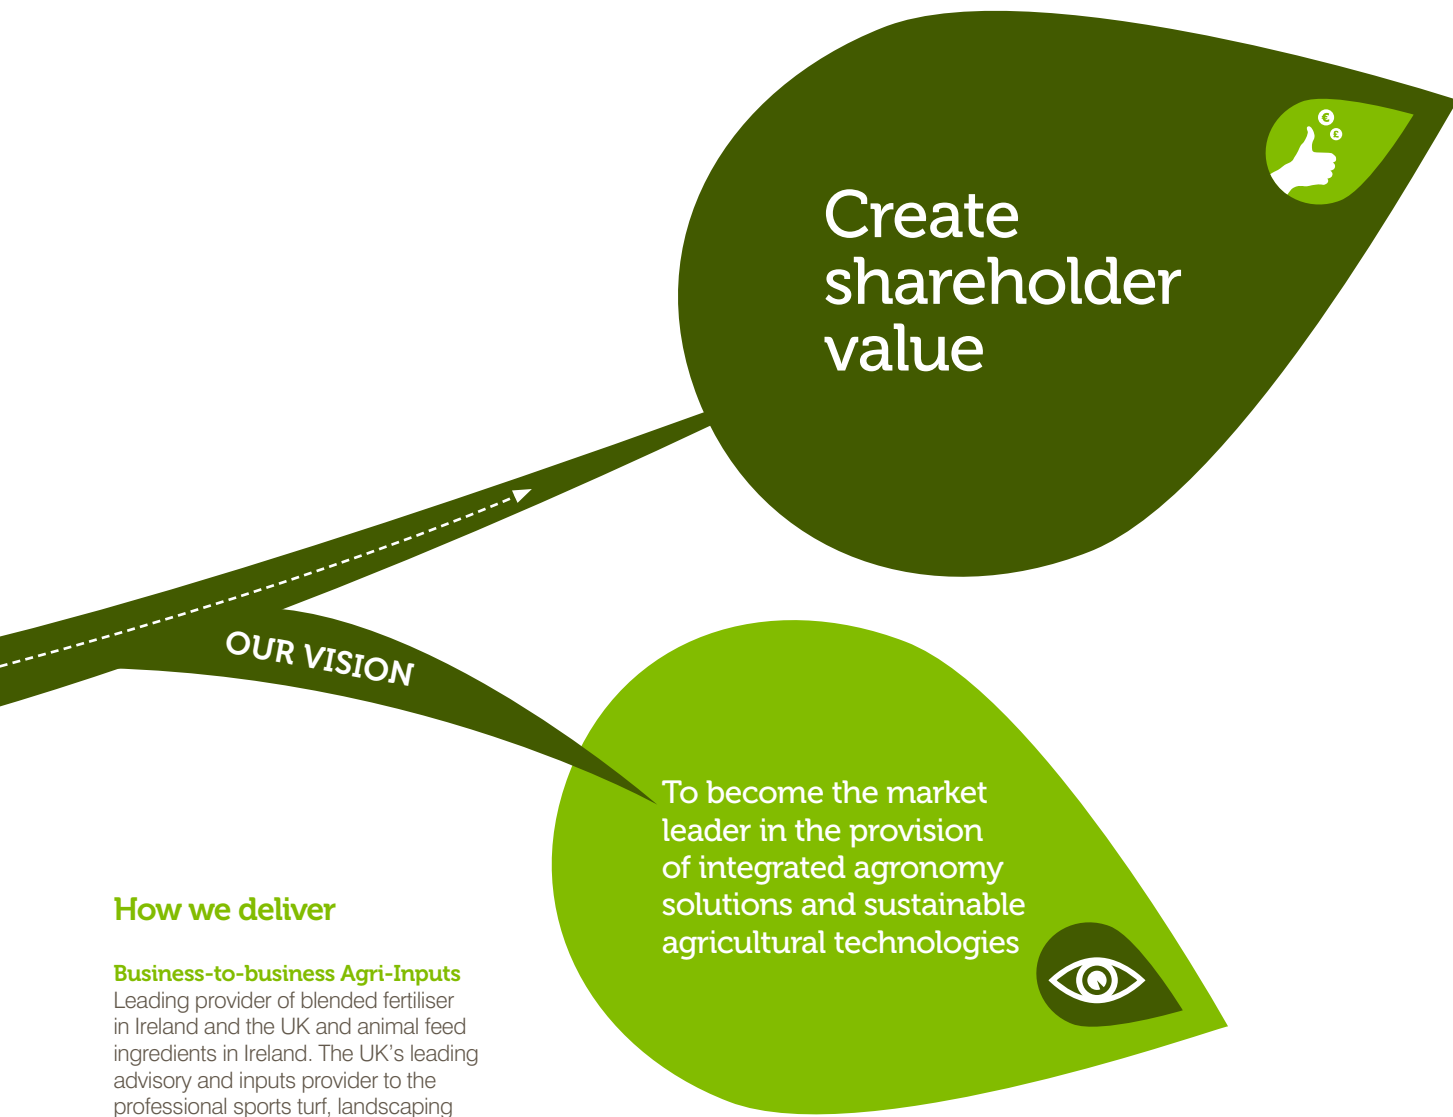 Create
shareholder
value
OUR VISION
To become the market
leader in the provision
of integrated agronomy
solutions and sustainable
agricultural technologies
How we deliver
Business-to-business Agri-Inputs
Leading provider of blended fertiliser
in Ireland and the UK and animal feed
ingredients in Ireland. The UK’s leading
advisory and inputs provider to the
professional sports turf, landscaping